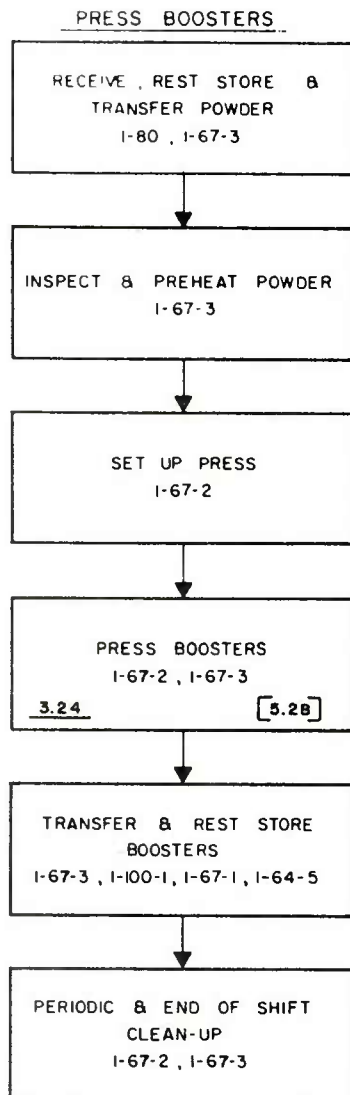 PRESS BOOSTERS
RECEIVE, REST STORE &
TRANSFER POWDER
1-80, 1-67-3
INSPECT & PREHEAT POWDER
1-67-3
SET UP PRESS
1-67-2
PRESS BOOSTERS
1-67-2, 1-67-3
3.24 [5.2B]
TRANSFER & REST STORE
BOOSTERS
1-67-3, 1-100-1, 1-67-1, 1-64-5
PERIODIC & END OF SHIFT
CLEAN-UP
1-67-2, 1-67-3